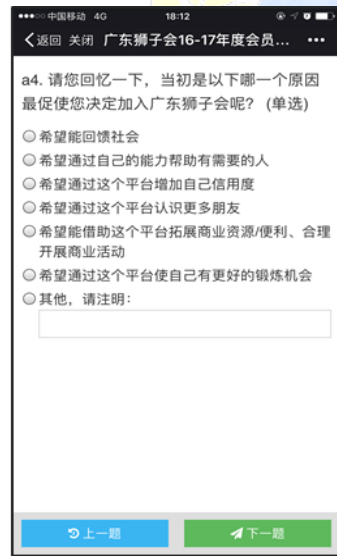 中国移动 4G 18:12
返回 关闭 广东狮子会16-17年度会员... •••
a4. 请您回忆一下，当初是以下哪一个原因
最促使您决定加入广东狮子会呢？ (单选)
希望能回馈社会
希望通过自己的能力帮助有需要的人
希望通过这个平台增加自己信用度
希望通过这个平台认识更多朋友
希望能借助这个平台拓展商业资源/便利、合理
开展商业活动
希望通过这个平台使自己有更好的锻炼机会
其他，请注明：
上一题 下一题